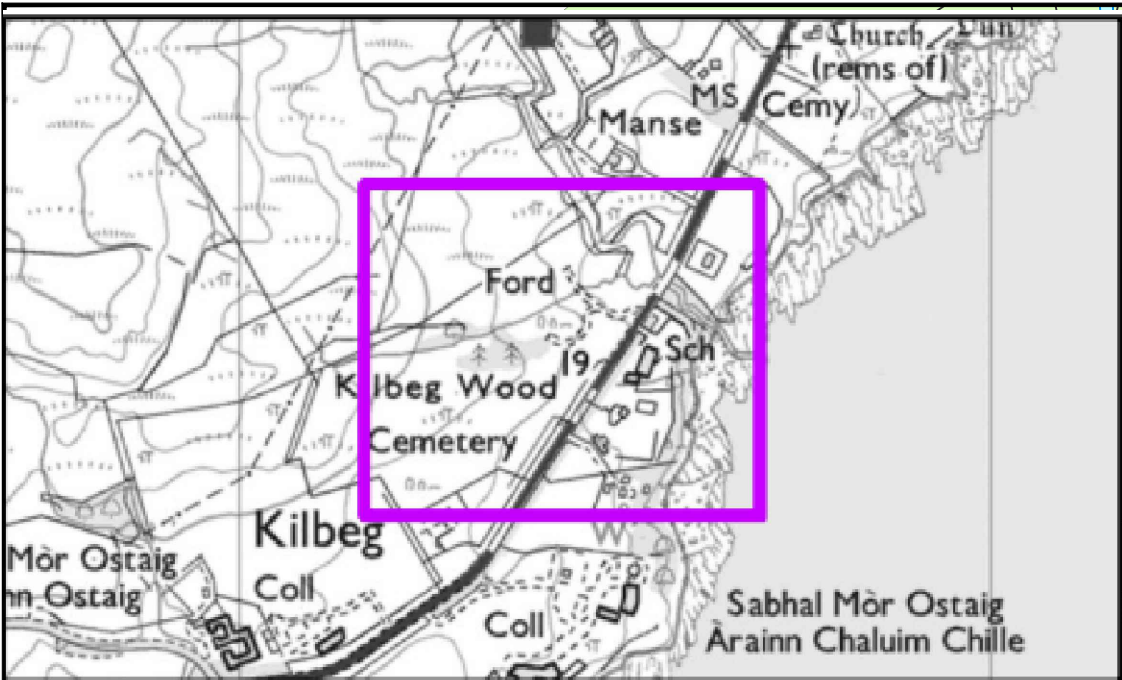 Church
Dun
(rems of)
MS
Cemy
Manse
Ford
19
Sch
Kilbeg Wood
Cemetery
Kilbeg
Mòr Ostaig
nn Ostaig
Coll
Coll
W
Sabhal Mòr Ostaig
Àrainn Chaluim Chille